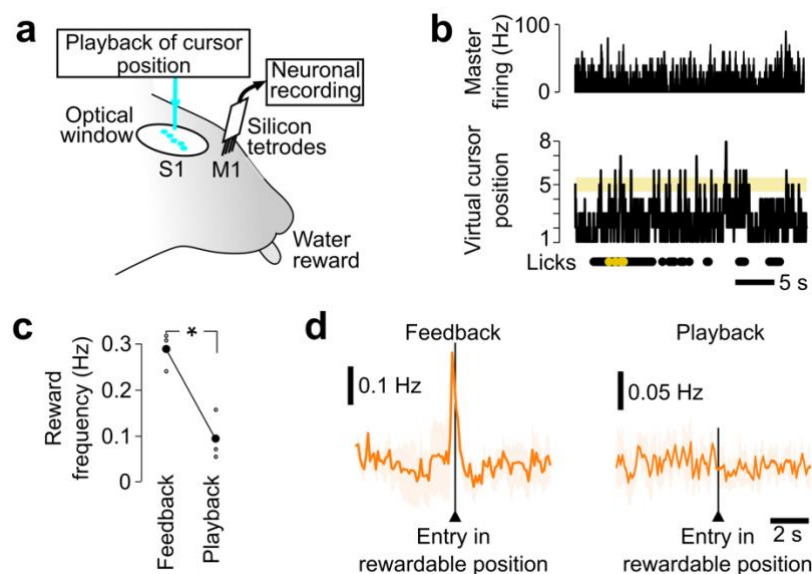 a
Playback of cursor
position
Neuronal
recording
Optical
window
Silicon
tetrodes
S1
M1
Water
reward
b
Master
firing (Hz)
100
0
Virtual cursor
position
8
5
1
Licks
5 s
c
*
Reward
frequency (Hz)
0.3
0.1
0
Feedback
Playback
d
Feedback
Playback
0.1 Hz
0.05 Hz
2 s
Entry in
rewardable position
Entry in
rewardable position